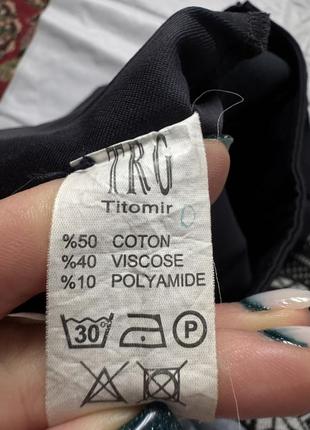 TRG
Titomir
%50 COTON
%40 VISCOSE
%10 POLYAMIDE
30° P